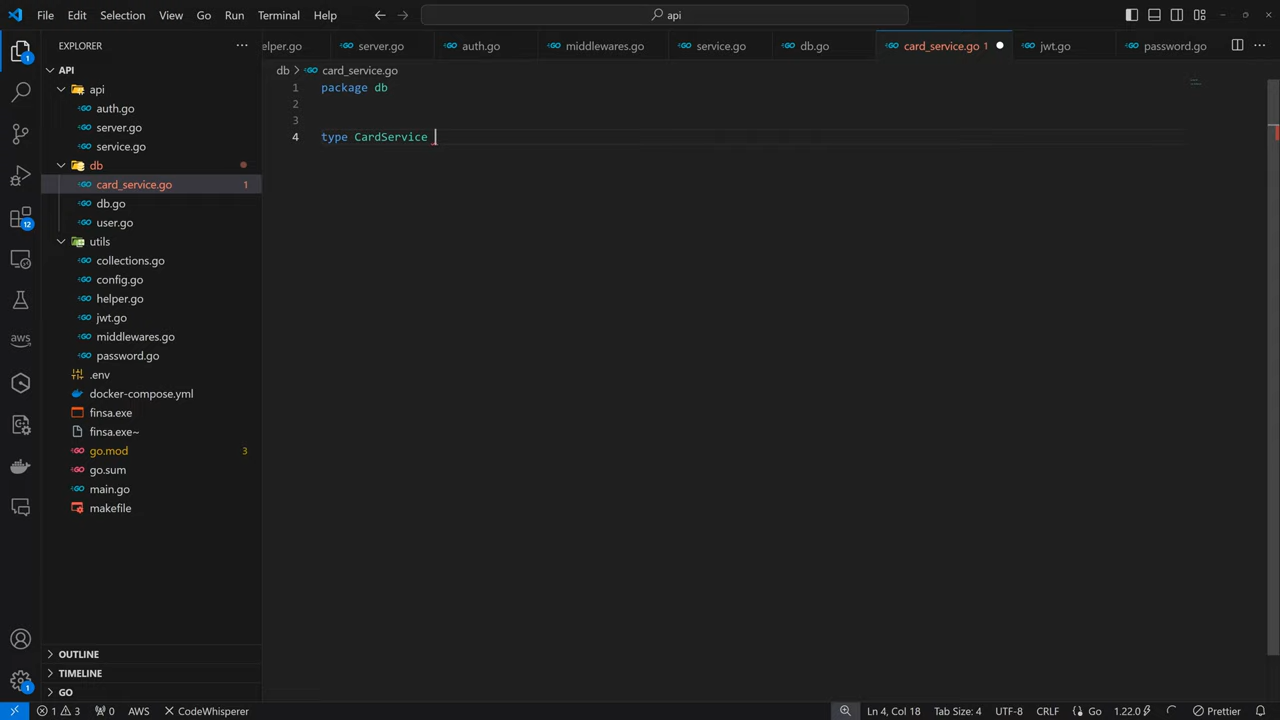 File Edit Selection View Go Run Terminal Help
api
EXPLORER
elper.go server.go auth.go middlewares.go service.go db.go card_service.go 1 jwt.go password.go
API
db > card_service.go
api
auth.go
server.go
service.go
db
card_service.go 1
db.go
user.go
utils
collections.go
config.go
helper.go
jwt.go
middlewares.go
password.go
.env
docker-compose.yml
finsa.exe
finsa.exe~
go.mod 3
go.sum
main.go
makefile
1 package db
2
3
4 type CardService
1
12
aws
OUTLINE
TIMELINE
GO
1
1 3 0 AWS CodeWhisperer Ln 4, Col 18 Tab Size: 4 UTF-8 CRLF Go 1.22.0 Prettier